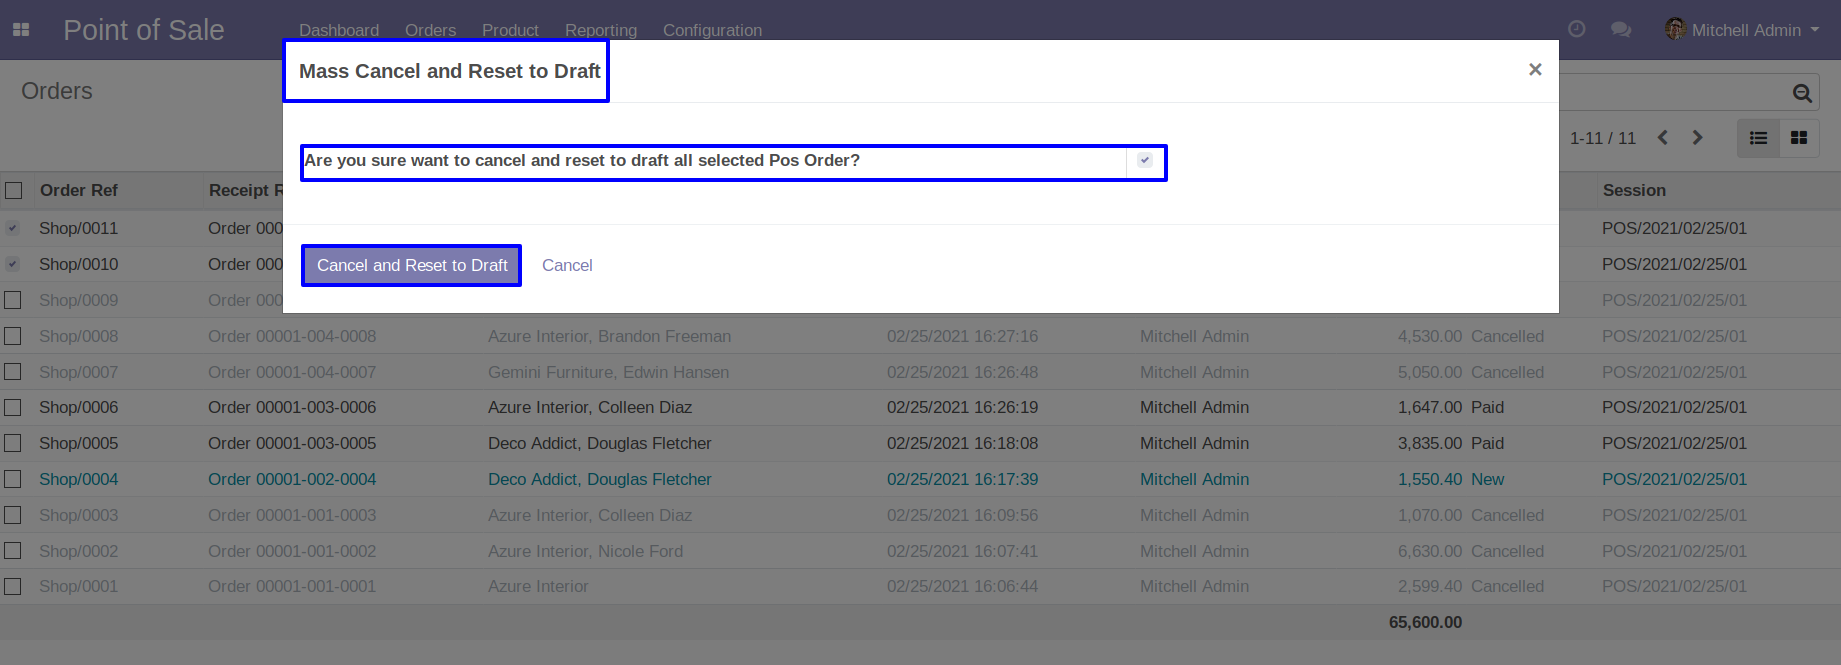 Point of Sale Dashboard Orders Product Reporting Configuration Mitchell Admin
Mass Cancel and Reset to Draft ×
Orders
1-11 / 11
Are you sure want to cancel and reset to draft all selected Pos Order?
Cancel and Reset to Draft Cancel
Order Ref Receipt Session
Shop/0011 Order POS/2021/02/25/01
Shop/0010 Order POS/2021/02/25/01
Shop/0009 Order POS/2021/02/25/01
Shop/0008 Order 00001-004-0008 Azure Interior, Brandon Freeman 02/25/2021 16:27:16 Mitchell Admin 4,530.00 Cancelled POS/2021/02/25/01
Shop/0007 Order 00001-004-0007 Gemini Furniture, Edwin Hansen 02/25/2021 16:26:48 Mitchell Admin 5,050.00 Cancelled POS/2021/02/25/01
Shop/0006 Order 00001-003-0006 Azure Interior, Colleen Diaz 02/25/2021 16:26:19 Mitchell Admin 1,647.00 Paid POS/2021/02/25/01
Shop/0005 Order 00001-003-0005 Deco Addict, Douglas Fletcher 02/25/2021 16:18:08 Mitchell Admin 3,835.00 Paid POS/2021/02/25/01
Shop/0004 Order 00001-002-0004 Deco Addict, Douglas Fletcher 02/25/2021 16:17:39 Mitchell Admin 1,550.40 New POS/2021/02/25/01
Shop/0003 Order 00001-001-0003 Azure Interior, Colleen Diaz 02/25/2021 16:09:56 Mitchell Admin 1,070.00 Cancelled POS/2021/02/25/01
Shop/0002 Order 00001-001-0002 Azure Interior, Nicole Ford 02/25/2021 16:07:41 Mitchell Admin 6,630.00 Cancelled POS/2021/02/25/01
Shop/0001 Order 00001-001-0001 Azure Interior 02/25/2021 16:06:44 Mitchell Admin 2,599.40 Cancelled POS/2021/02/25/01
65,600.00